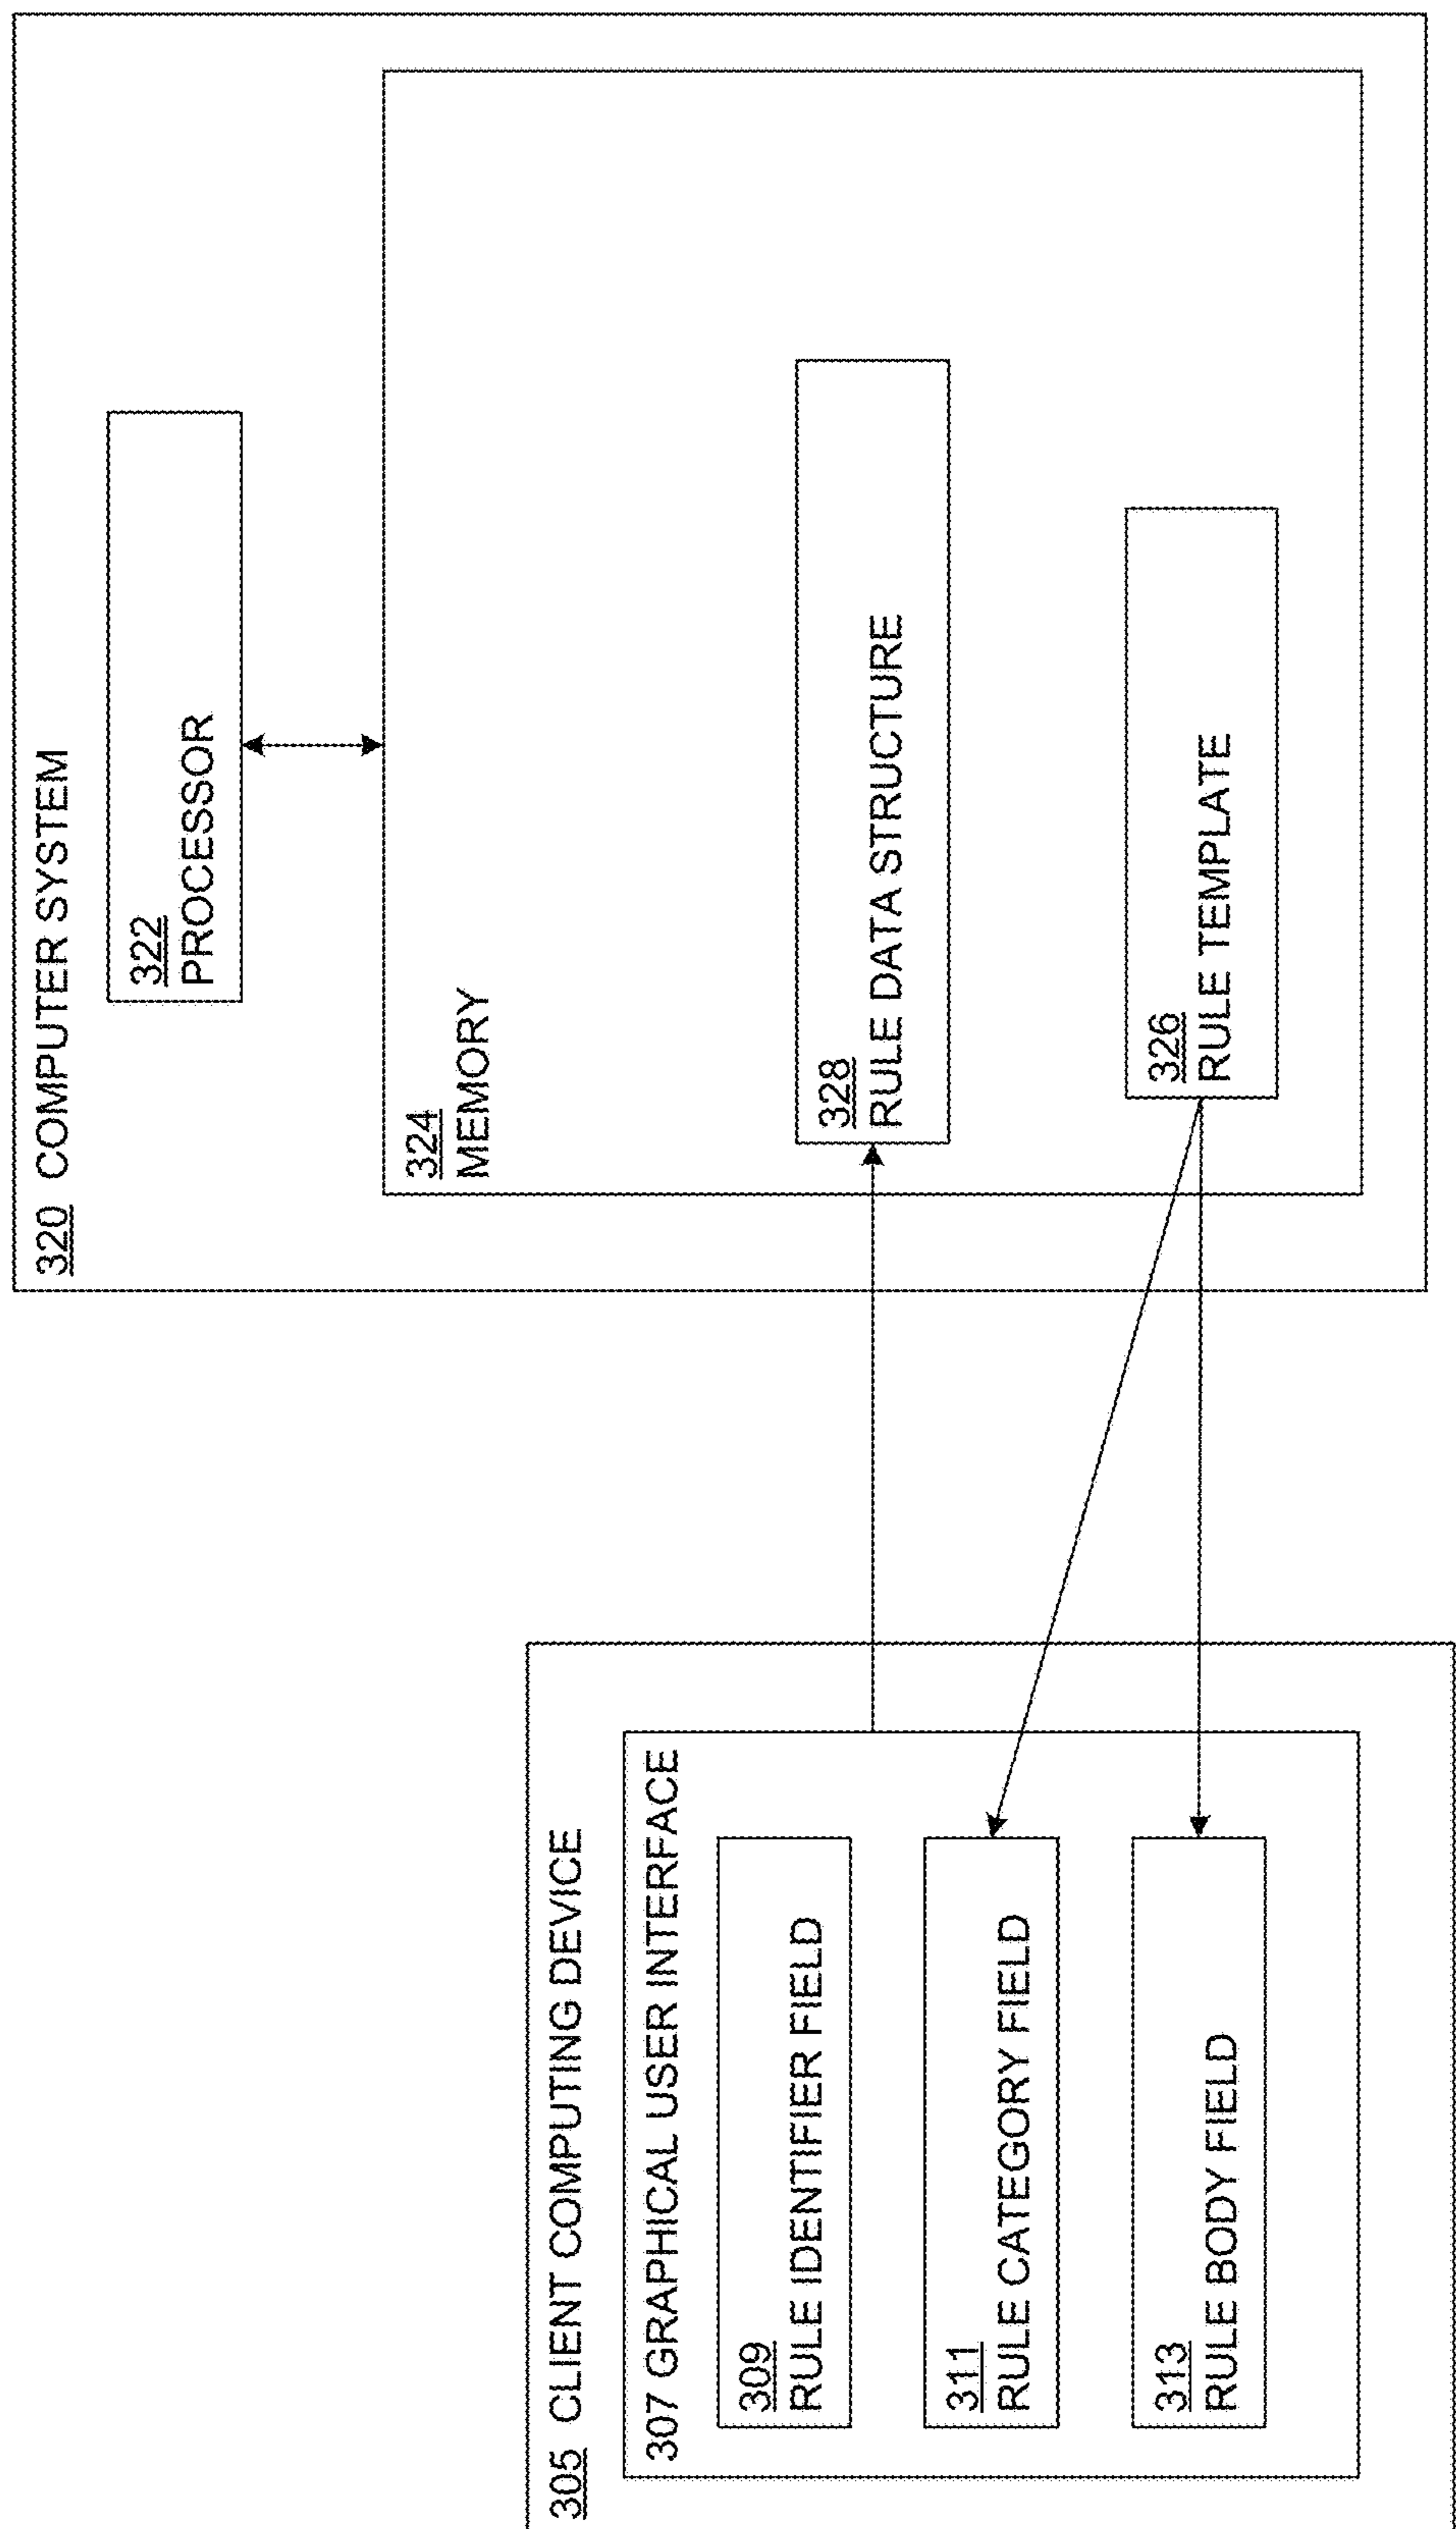 305 CLIENT COMPUTING DEVICE
307 GRAPHICAL USER INTERFACE
309
RULE IDENTIFIER FIELD
311
RULE CATEGORY FIELD
313
RULE BODY FIELD
320 COMPUTER SYSTEM
322
PROCESSOR
324
MEMORY
328
RULE DATA STRUCTURE
326
RULE TEMPLATE